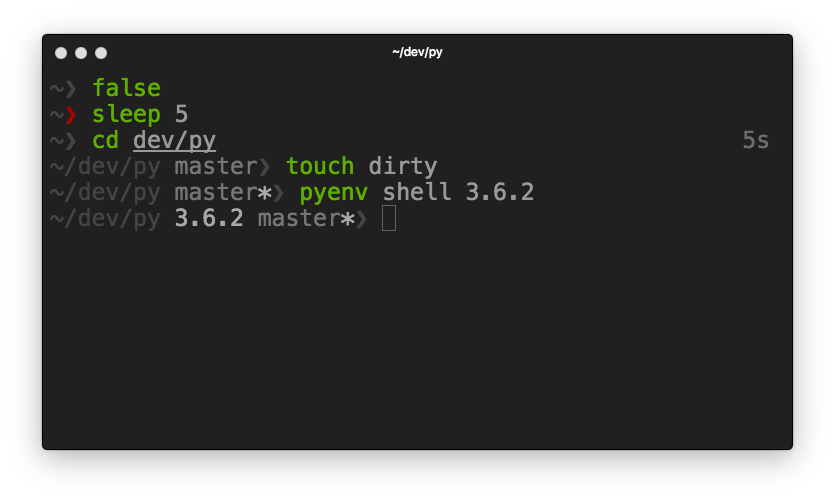 ~/dev/py
~❯ false
~❯ sleep 5
~❯ cd dev/py 5s
~/dev/py master❯ touch dirty
~/dev/py master*❯ pyenv shell 3.6.2
~/dev/py 3.6.2 master*❯